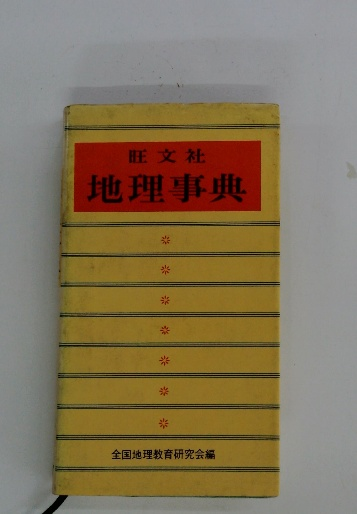 旺文社
地理事典
全国地理教育研究会編